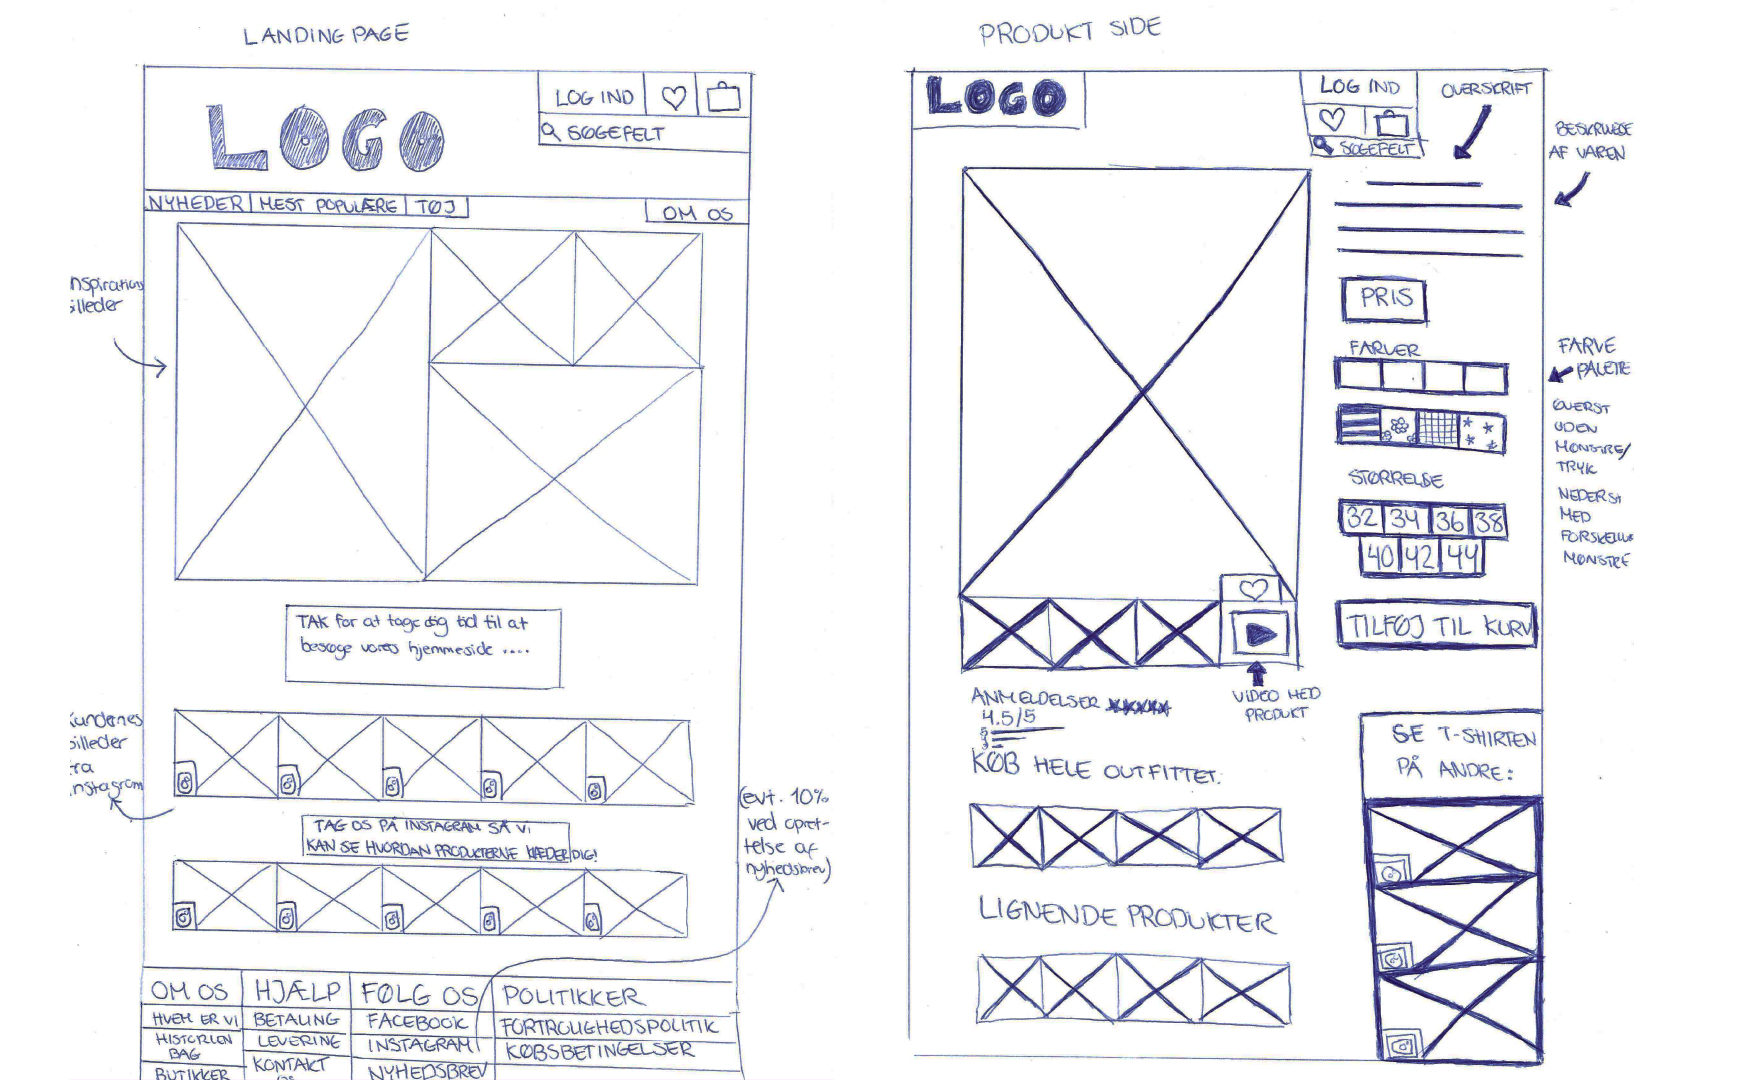 LANDING PAGE
LOGO
LOG IND
SØGEFELT
NYHEDER MEST POPULÆRE TØJ
OM OS
nspirations
illeder
TAK for at tage dig tid til at
besøge vores hjemmeside ....
kundernes
billeder
fra
instagram
TAG OS PÅ INSTAGRAM SÅ VI
KAN SE HVORDAN PRODUKTERNE KLÆDER DIG!
(evt. 10%
ved opret-
telse af
nyhedsbrev)
OM OS
HVEM ER VI
HISTORIEN
BAG
BUTIKKER
HJÆLP
BETALING
LEVERING
KONTAKT
OS
FØLG OS
FACEBOOK
INSTAGRAM
NYHEDSBREV
POLITIKKER
FORTROLIGHEDSPOLITIK
KØBSBETINGELSER
PRODUKT SIDE
LOGO
LOG IND
SØGEFELT
OVERSKRIFT
BESKRIVELSE
AF VAREN
PRIS
FARVER
FARVE
PALETE
ØVERST
UDEN
MØNSTRE/
TRYK
NEDERST
MED
FORSKELLIGE
MØNSTRE
STØRRELSE
32 34 36 38
40 42 44
TILFØJ TIL KURV
VIDEO MED
PRODUKT
ANMELDELSER
4.5/5
KØB HELE OUTFITTET:
LIGNENDE PRODUKTER
SE T-SHIRTEN
PÅ ANDRE: